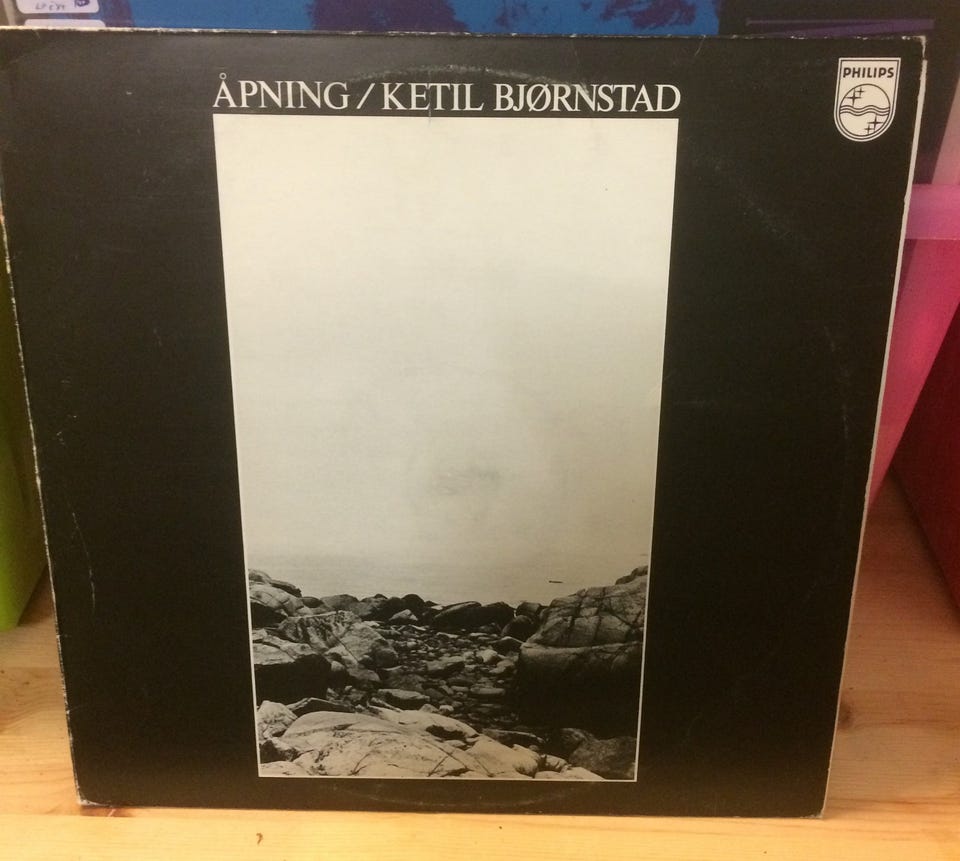 ÅPNING / KETIL BJØRNSTAD
PHILIPS